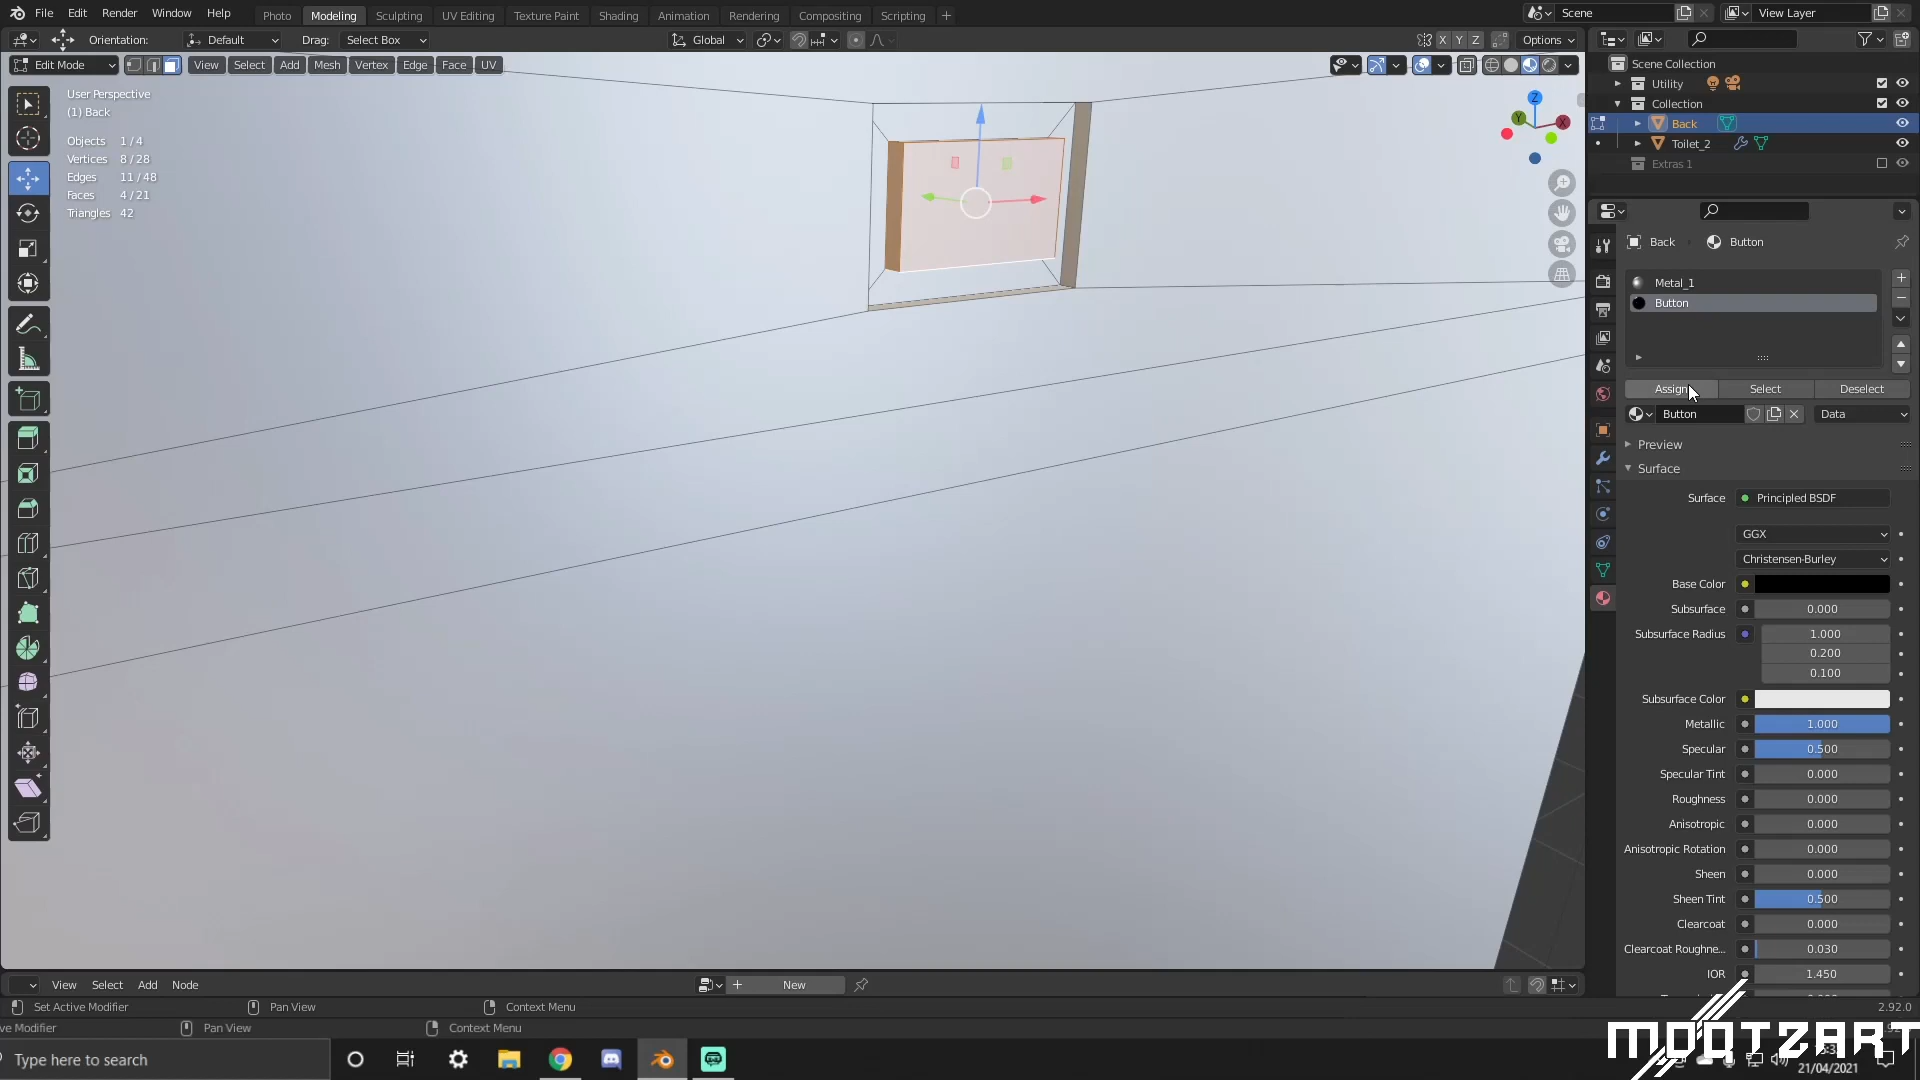 File Edit Render Window Help Photo Modeling Sculpting UV Editing Texture Paint Shading Animation Rendering Compositing Scripting + Scene View Layer
Orientation: Default Drag: Select Box Global X Y Z Options
Edit Mode View Select Add Mesh Vertex Edge Face UV
Scene Collection
Utility
Collection
Back
Toilet_2
Extras 1
User Perspective
(1) Back
Objects 1 / 4
Vertices 8 / 28
Edges 11 / 48
Faces 4 / 21
Triangles 42
Z
Y
X
Back Button
Metal_1
Button
Assign Select Deselect
Button Data
Preview
Surface
Surface Principled BSDF
GGX
Christensen-Burley
Base Color
Subsurface 0.000
Subsurface Radius 1.000
0.200
0.100
Subsurface Color
Metallic 1.000
Specular 0.500
Specular Tint 0.000
Roughness 0.000
Anisotropic 0.000
Anisotropic Rotation 0.000
Sheen 0.000
Sheen Tint 0.500
Clearcoat 0.000
Clearcoat Roughne... 0.030
IOR 1.450
View Select Add Node New
Set Active Modifier Pan View Context Menu 2.92.0
ve Modifier Pan View Context Menu
MOOTZART
Type here to search
21/04/2021